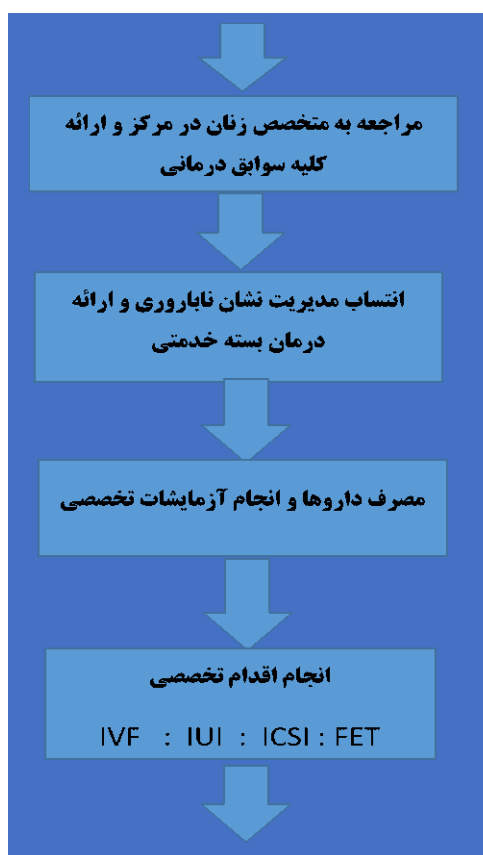 مراجعه به متخصص زنان در مرکز و ارائه
کلیه سوابق درمانی
انتساب مدیریت نشان ناباروری و ارائه
درمان بسته خدمتی
مصرف داروها و انجام آزمایشات تخصصی
انجام اقدام تخصصی
IVF : IUI : ICSI : FET